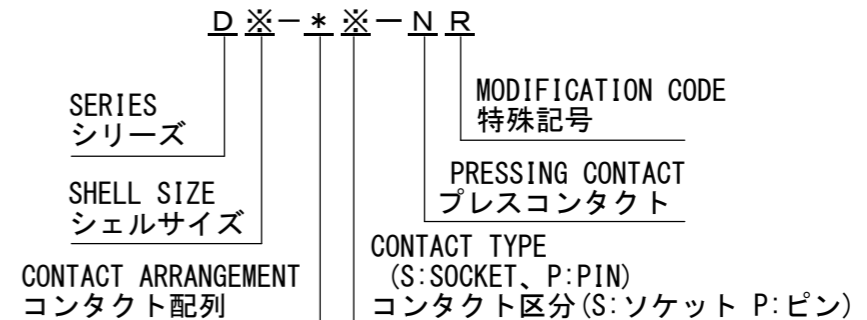 D※-*※-NR
SERIES
シリーズ
MODIFICATION CODE
特殊記号
SHELL SIZE
シェルサイズ
PRESSING CONTACT
プレスコンタクト
CONTACT ARRANGEMENT
コンタクト配列
CONTACT TYPE
(S:SOCKET、P:PIN)
コンタクト区分(S:ソケット P:ピン)